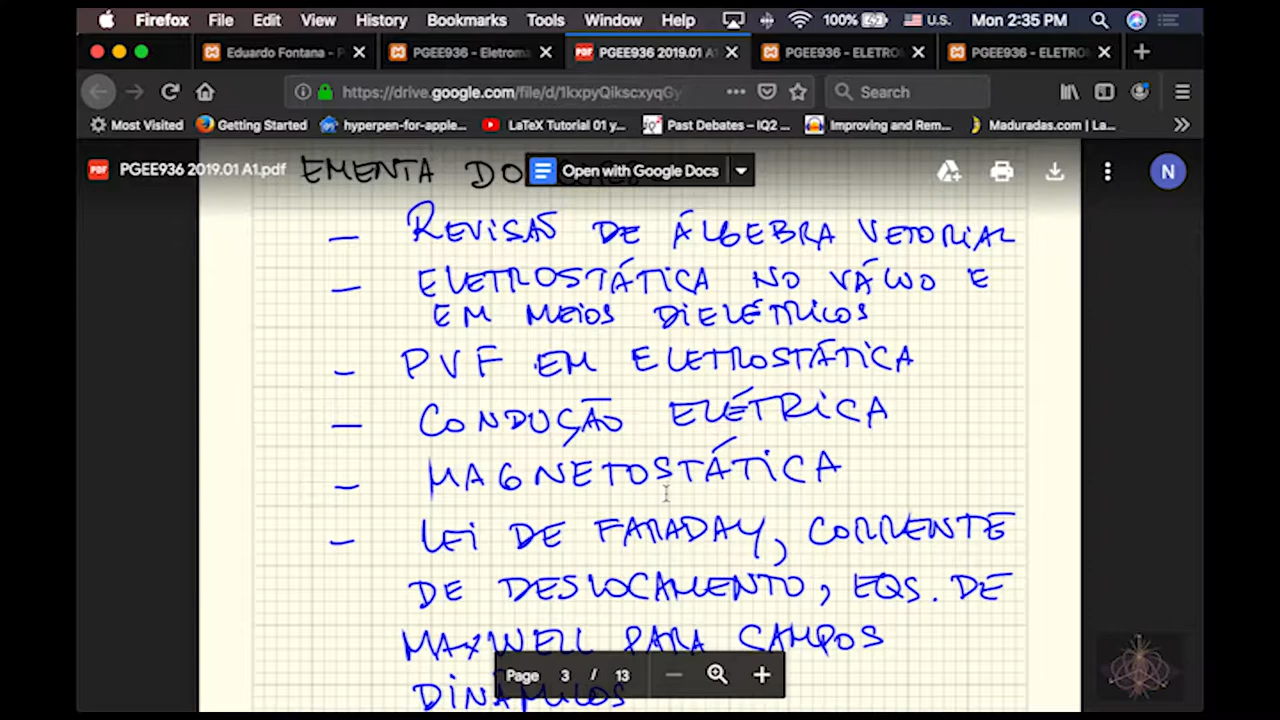 Firefox File Edit View History Bookmarks Tools Window Help 100% U.S. Mon 2:35 PM
Eduardo Fontana - P PGEE936 - Eletroma PGEE936 2019.01 A1 PGEE936 - ELETRO PGEE936 - ELETRO
https://drive.google.com/file/d/1kxpyQikscxyqGy Search
Most Visited Getting Started hyperpen-for-apple... LaTeX Tutorial 01 y... Past Debates – IQ2 ... Improving and Rem... Maduradas.com | La...
PGEE936 2019.01 A1.pdf Open with Google Docs N
EMENTA DO
– REVISÃO DE ÁLGEBRA VETORIAL
– ELETROSTÁTICA NO VÁCUO E
EM MEIOS DIELÉTRICOS
– PVF EM ELETROSTÁTICA
– CONDUÇÃO ELÉTRICA
– MAGNETOSTÁTICA
– LEI DE FARADAY, CORRENTE
DE DESLOCAMENTO, EQS. DE
MAXWELL PARA CAMPOS
DINÂMICOS
Page 3 / 13